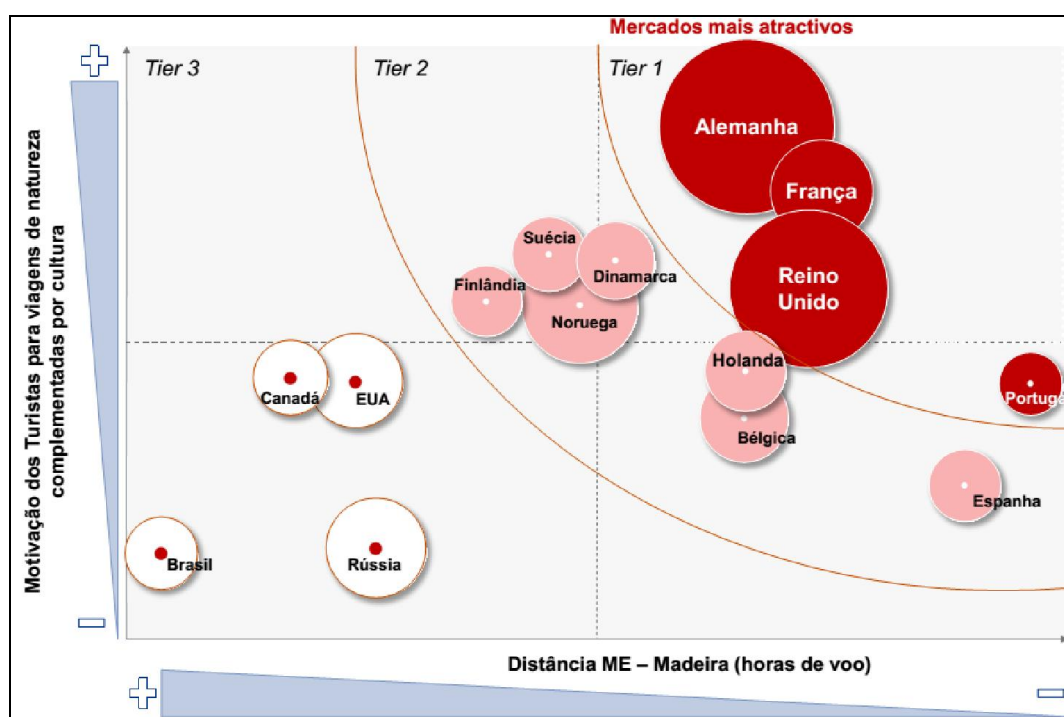 Mercados mais atractivos
Tier 3
Tier 2
Tier 1
Motivação dos Turistas para viagens de natureza
complementadas por cultura
Alemanha
França
Suécia
Dinamarca
Finlândia
Reino
Unido
Noruega
Holanda
Canadá
EUA
Portuga
Bélgica
Espanha
Brasil
Rússia
Distância ME – Madeira (horas de voo)